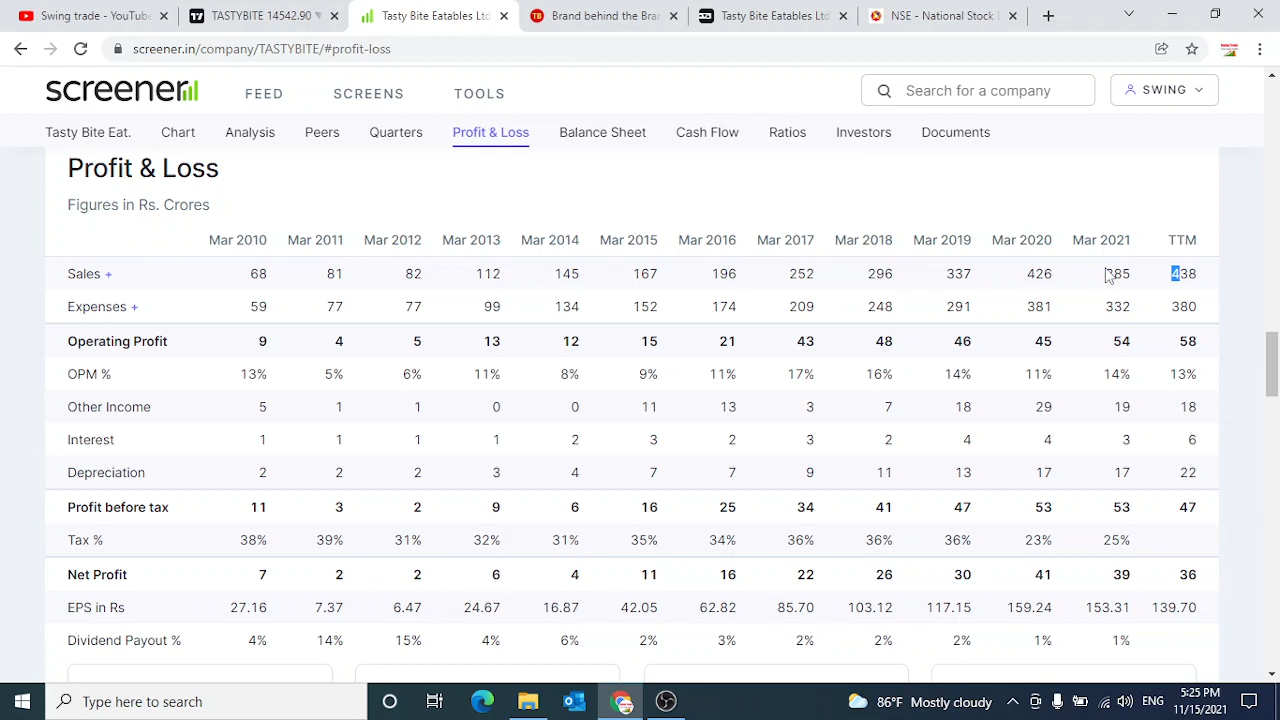 Swing trade - YouTube
TASTYBITE 14542.90
Tasty Bite Eatables Ltd
Brand behind the Bran
Tasty Bite Eatables Ltd
NSE - National Stock
screener.in/company/TASTYBITE/#profit-loss
screener
FEED
SCREENS
TOOLS
Search for a company
SWING
Tasty Bite Eat. Chart Analysis Peers Quarters Profit & Loss Balance Sheet Cash Flow Ratios Investors Documents
Profit & Loss
Figures in Rs. Crores
Mar 2010 Mar 2011 Mar 2012 Mar 2013 Mar 2014 Mar 2015 Mar 2016 Mar 2017 Mar 2018 Mar 2019 Mar 2020 Mar 2021 TTM
Sales + 68 81 82 112 145 167 196 252 296 337 426 385 438
Expenses + 59 77 77 99 134 152 174 209 248 291 381 332 380
Operating Profit 9 4 5 13 12 15 21 43 48 46 45 54 58
OPM % 13% 5% 6% 11% 8% 9% 11% 17% 16% 14% 11% 14% 13%
Other Income 5 1 1 0 0 11 13 3 7 18 29 19 18
Interest 1 1 1 1 2 3 2 3 2 4 4 3 6
Depreciation 2 2 2 3 4 7 7 9 11 13 17 17 22
Profit before tax 11 3 2 9 6 16 25 34 41 47 53 53 47
Tax % 38% 39% 31% 32% 31% 35% 34% 36% 36% 36% 23% 25%
Net Profit 7 2 2 6 4 11 16 22 26 30 41 39 36
EPS in Rs 27.16 7.37 6.47 24.67 16.87 42.05 62.82 85.70 103.12 117.15 159.24 153.31 139.70
Dividend Payout % 4% 14% 15% 4% 6% 2% 3% 2% 2% 2% 1% 1%
Type here to search
86°F Mostly cloudy
ENG
5:25 PM
11/15/2021